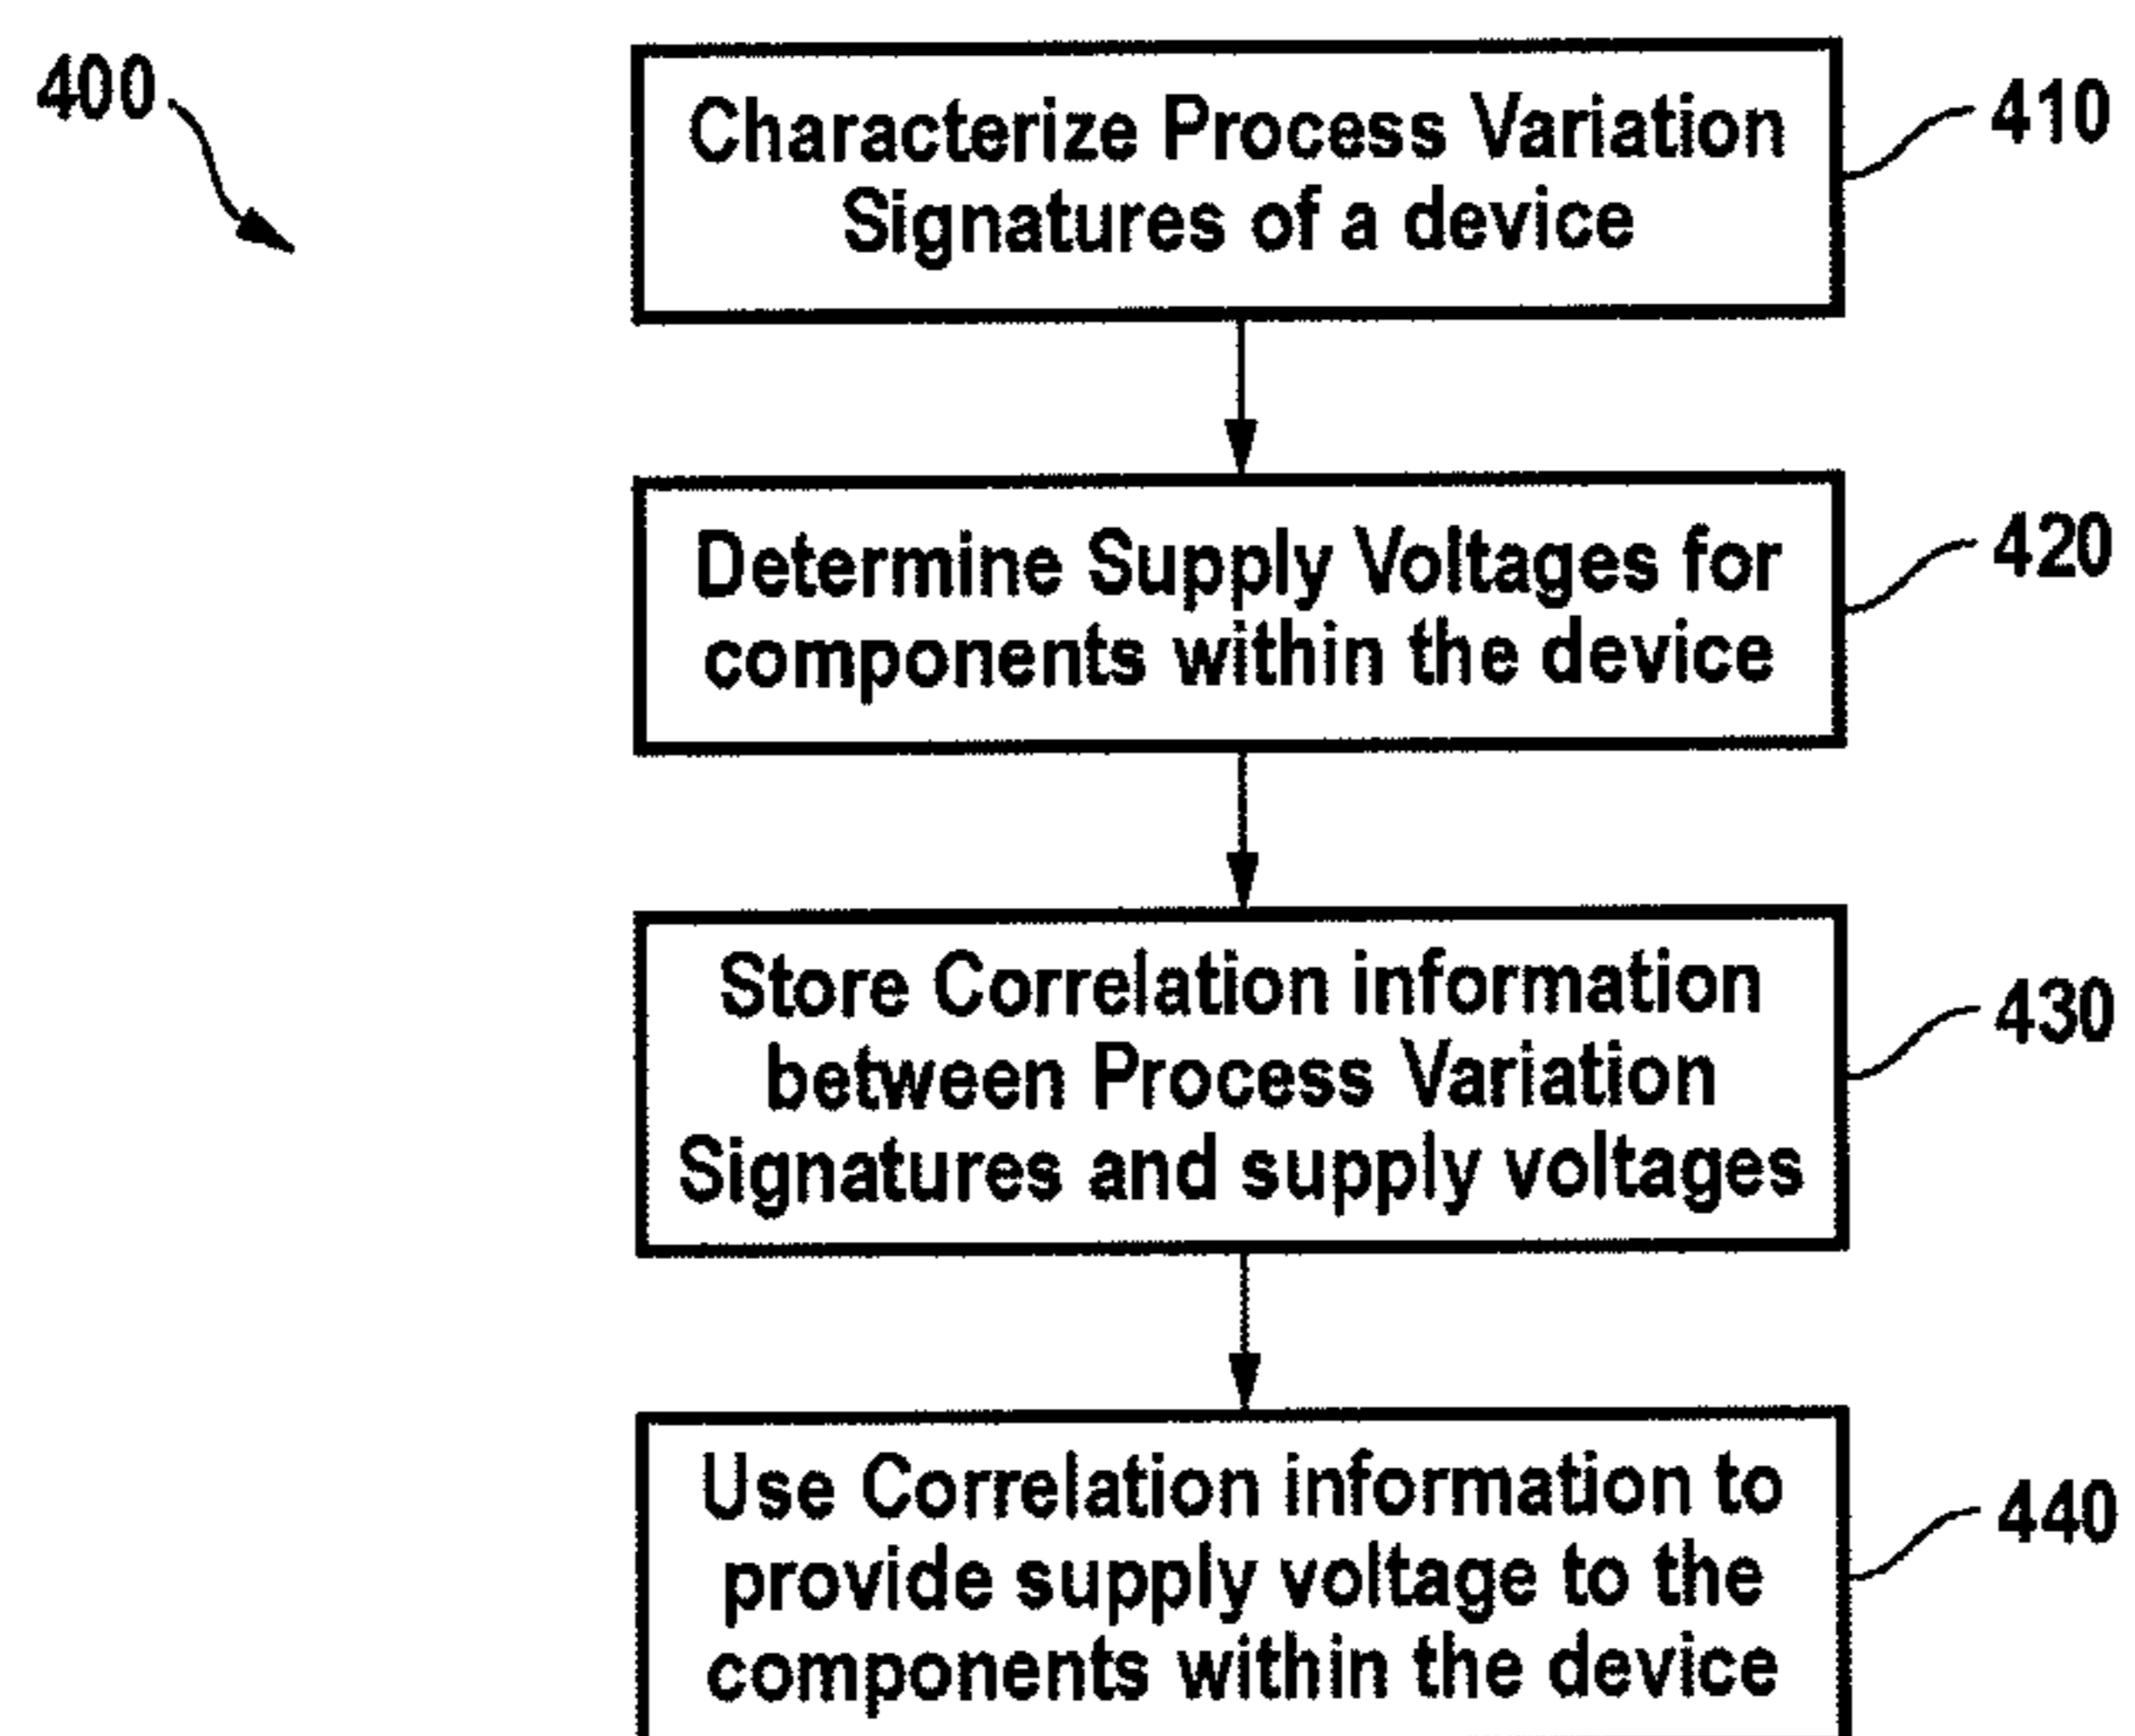 400
Characterize Process Variation
Signatures of a device
410
Determine Supply Voltages for
components within the device
420
Store Correlation information
between Process Variation
Signatures and supply voltages
430
Use Correlation information to
provide supply voltage to the
components within the device
440